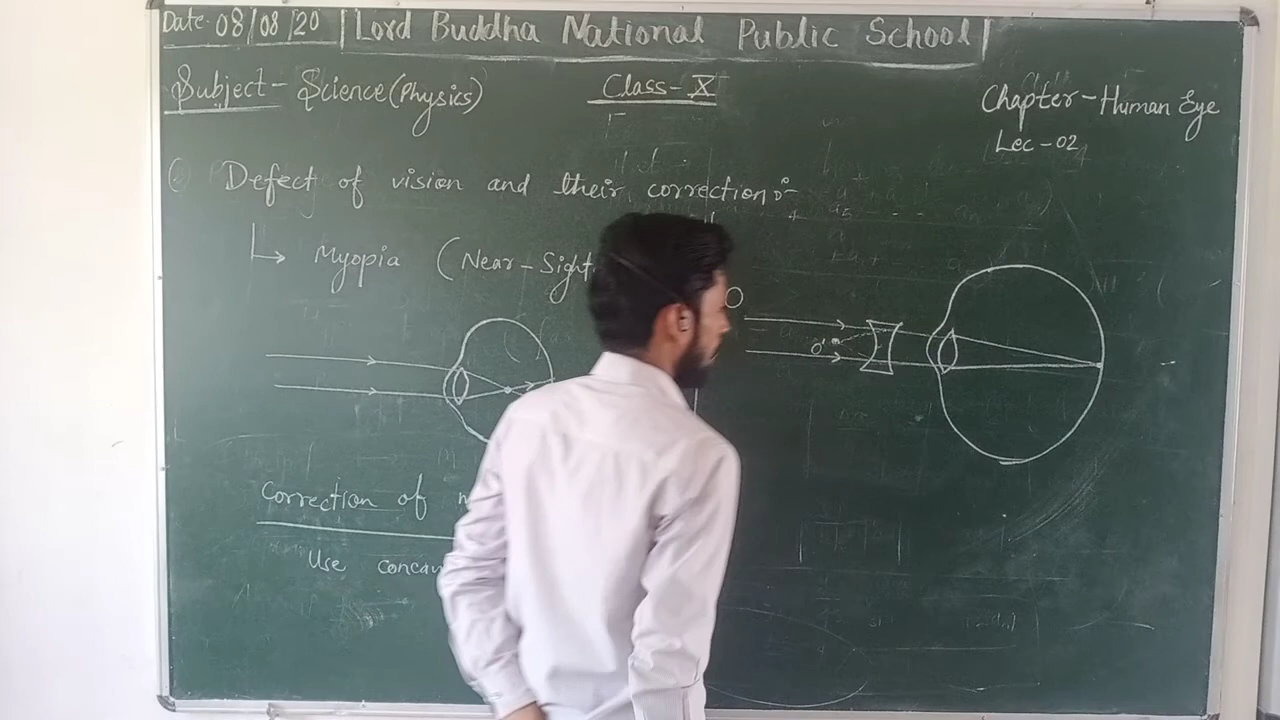 Date. 08/08/20 | Lord Buddha National Public School |
Subject - Science (Physics)
Class - X
Chapter - Human Eye
Lec - 02
Defect of vision and their correction :-
↳ Myopia (Near - Sight
O'
Correction of
Use concav